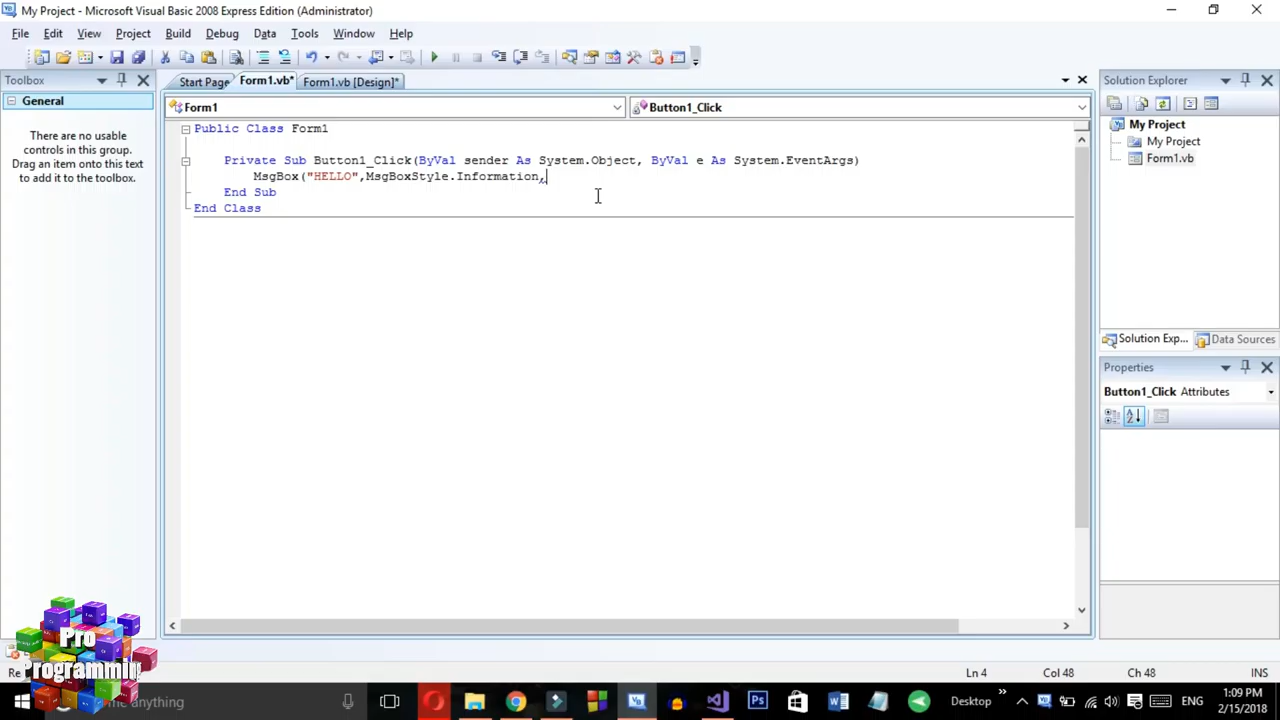 My Project - Microsoft Visual Basic 2008 Express Edition (Administrator)
File Edit View Project Build Debug Data Tools Window Help
Toolbox
General
There are no usable
controls in this group.
Drag an item onto this text
to add it to the toolbox.
Start Page Form1.vb* Form1.vb [Design]*
Form1 Button1_Click
Public Class Form1
Private Sub Button1_Click(ByVal sender As System.Object, ByVal e As System.EventArgs)
MsgBox("HELLO",MsgBoxStyle.Information,
End Sub
End Class
Solution Explorer
My Project
My Project
Form1.vb
Solution Exp... Data Sources
Properties
Button1_Click Attributes
Ln 4 Col 48 Ch 48 INS
Pro
Programming
me anything
Desktop
ENG
1:09 PM
2/15/2018